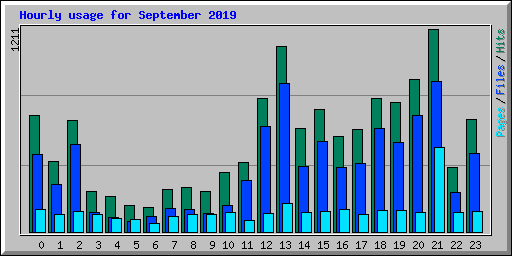 Hourly usage for September 2019
1211
Pages / Files / Hits
0 1 2 3 4 5 6 7 8 9 10 11 12 13 14 15 16 17 18 19 20 21 22 23